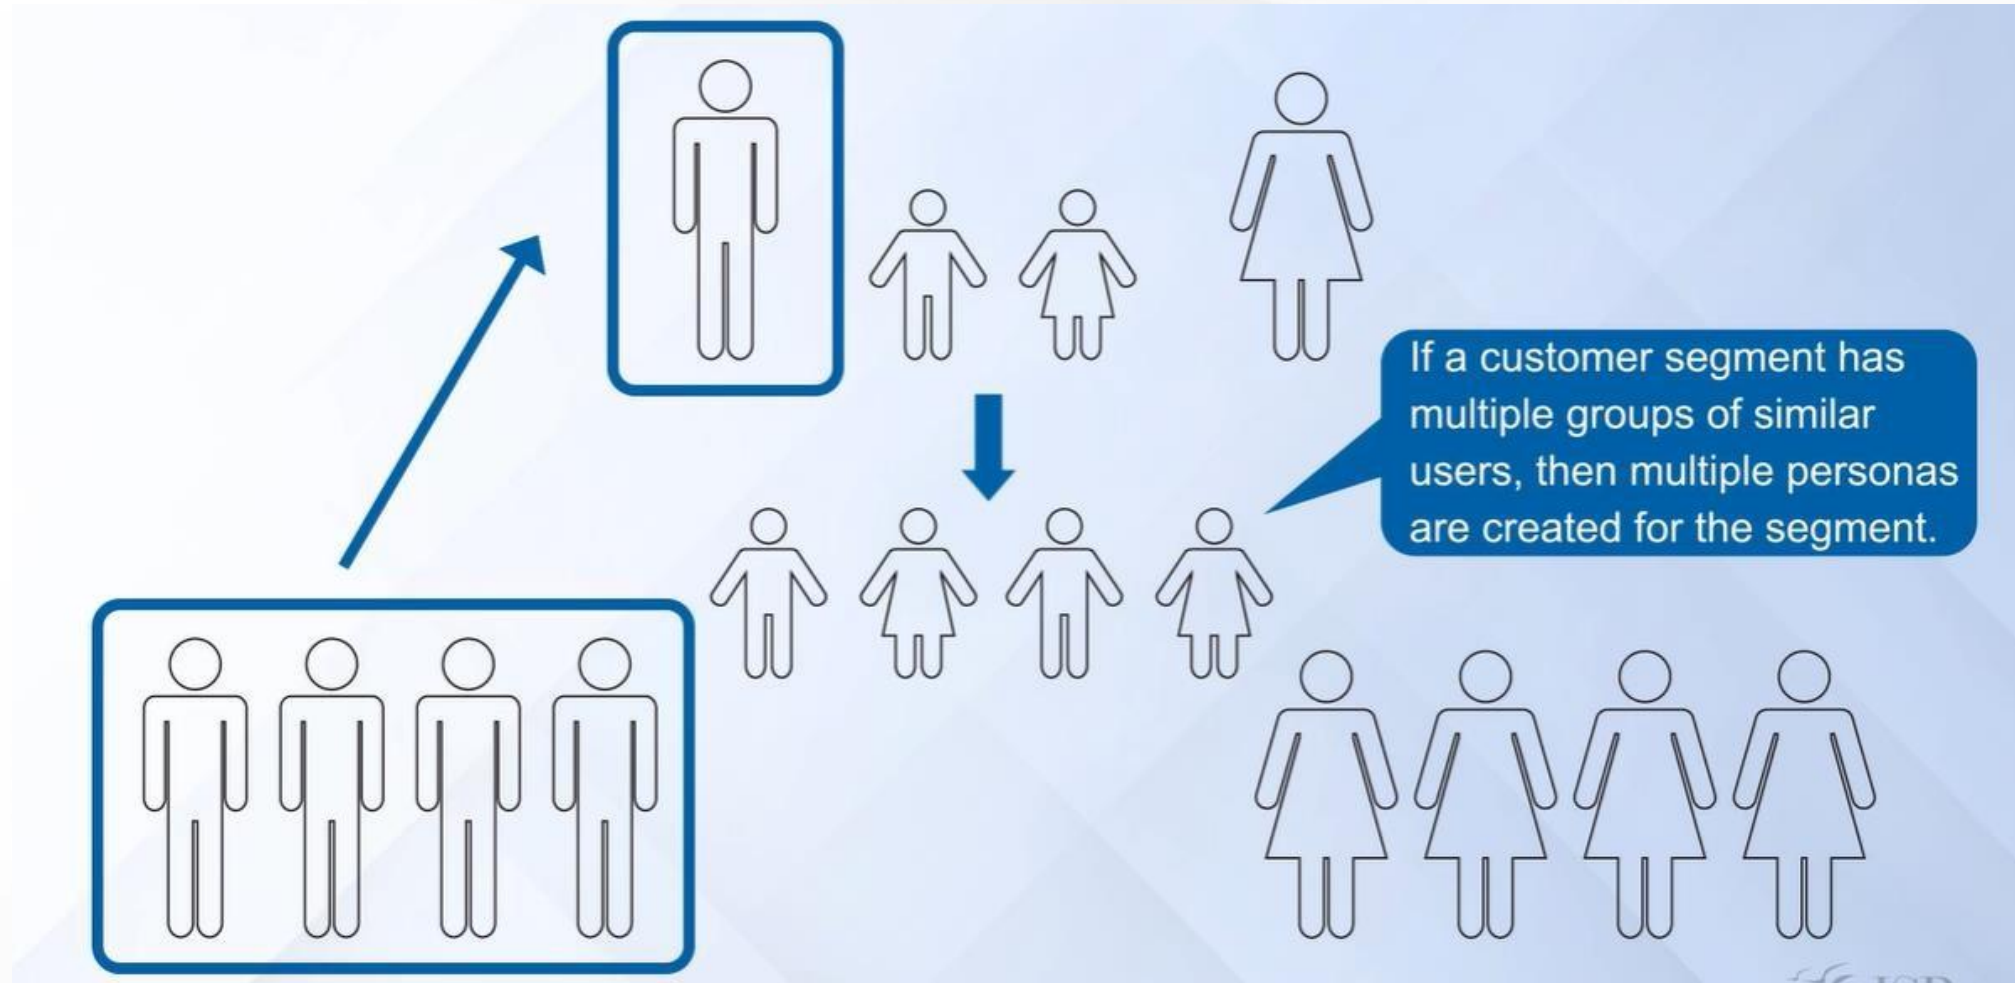 If a customer segment has
multiple groups of similar
users, then multiple personas
are created for the segment.